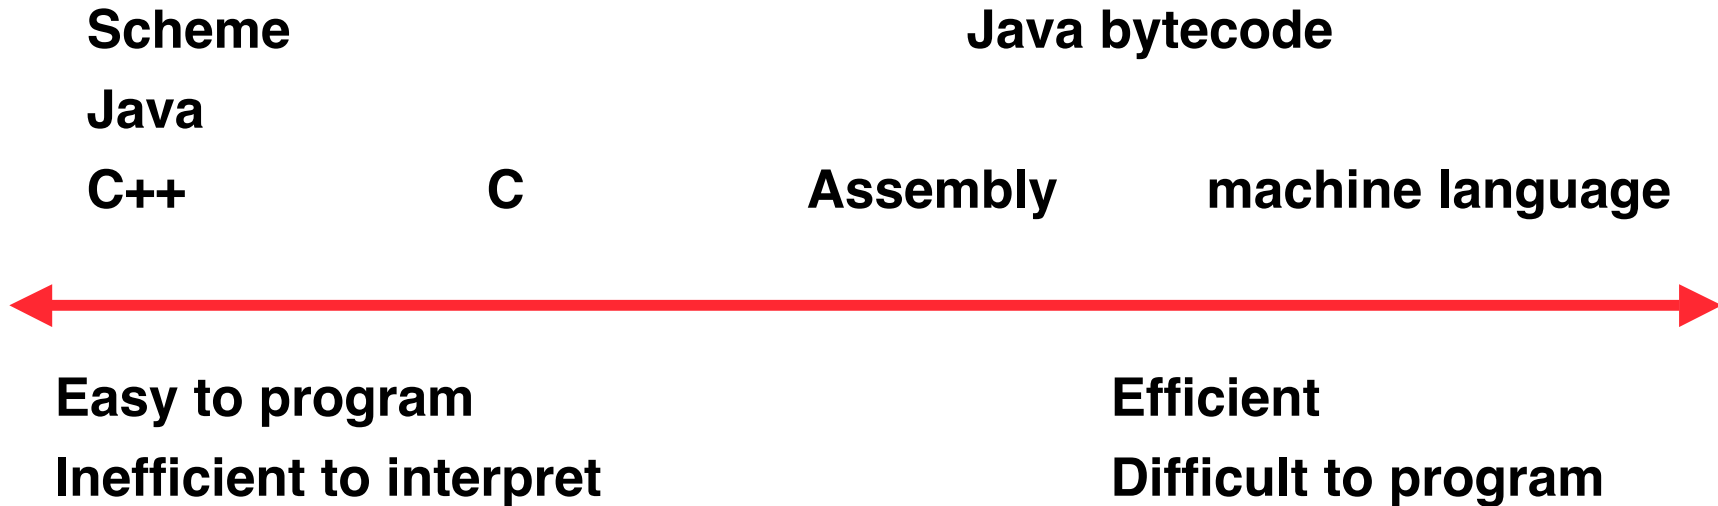 Scheme Java bytecode
Java
C++ C Assembly machine language
Easy to program Efficient
Inefficient to interpret Difficult to program